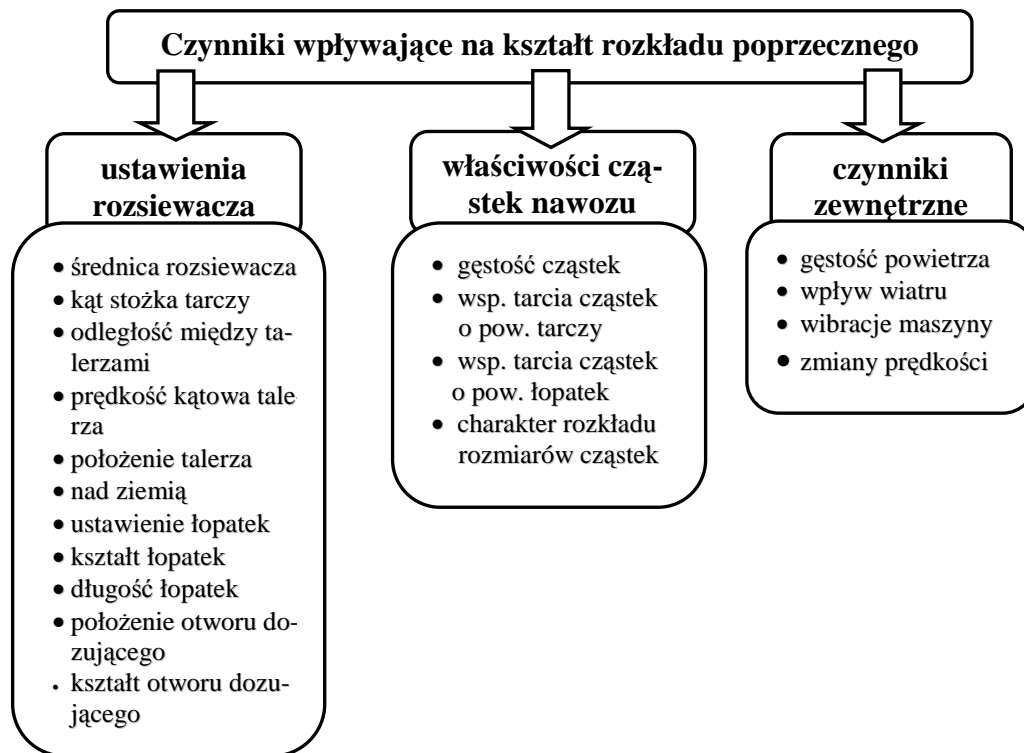 Czynniki wpływające na kształt rozkładu poprzecznego
ustawienia
rozsiewacza
• średnica rozsiewacza
• kąt stożka tarczy
• odległość między ta-
lerzami
• prędkość kątowa tale
rza
• położenie talerza
• nad ziemią
• ustawienie łopatek
• kształt łopatek
• długość łopatek
• położenie otworu do-
zującego
• kształt otworu dozu-
jącego
właściwości czą-
stek nawozu
• gęstość cząstek
• wsp. tarcia cząstek
o pow. tarczy
• wsp. tarcia cząstek
o pow. łopatek
• charakter rozkładu
rozmiarów cząstek
czynniki
zewnętrzne
• gęstość powietrza
• wpływ wiatru
• wibracje maszyny
• zmiany prędkości